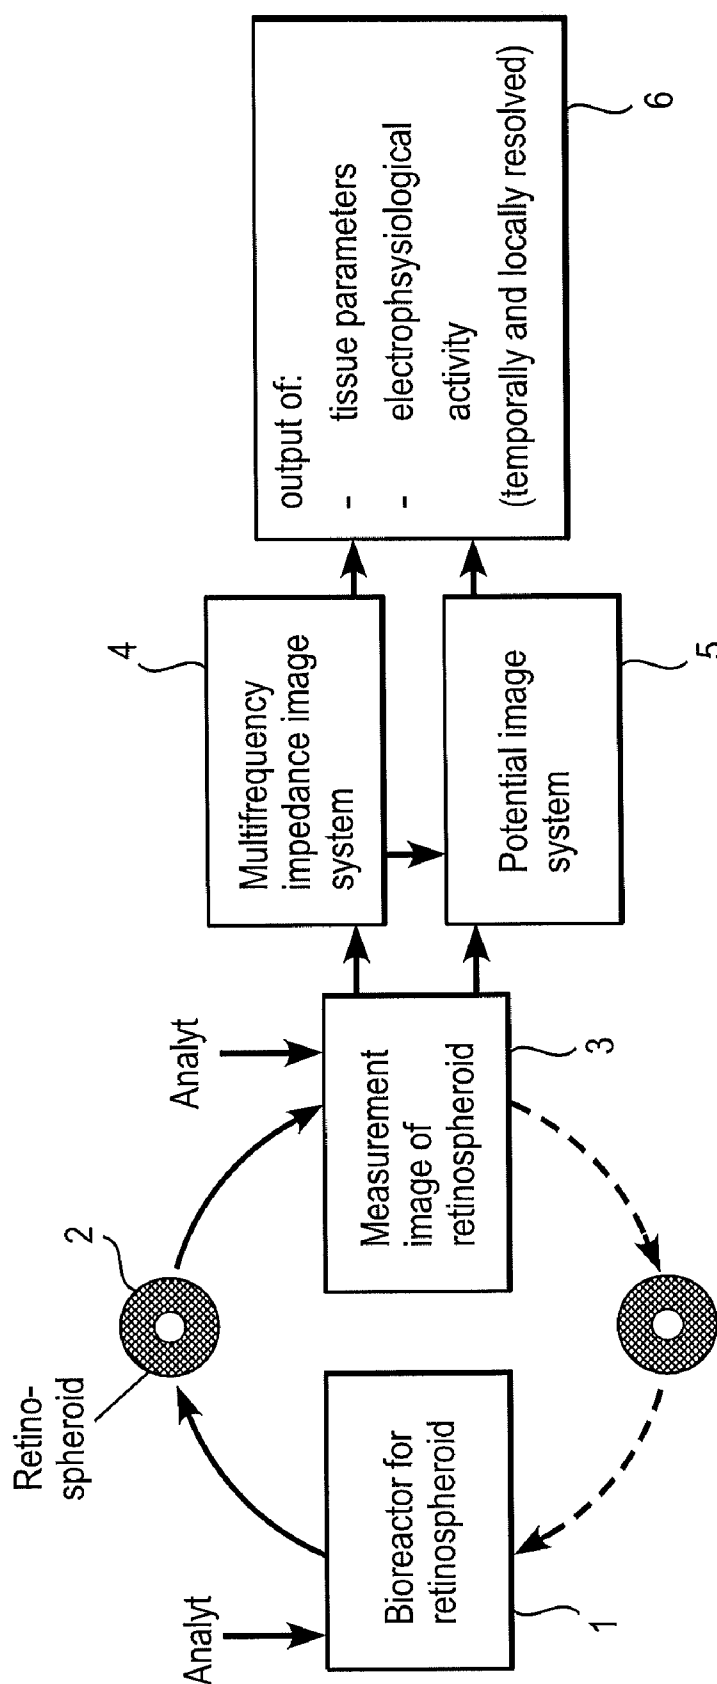 Analyt
Bioreactor for
retinospheroid
1
Retino-
spheroid
2
Analyt
Measurement
image of
retinospheroid
3
Multifrequency
impedance image
system
4
Potential image
system
5
output of:
- tissue parameters
- electrophsysiological
activity
(temporally and locally resolved)
6